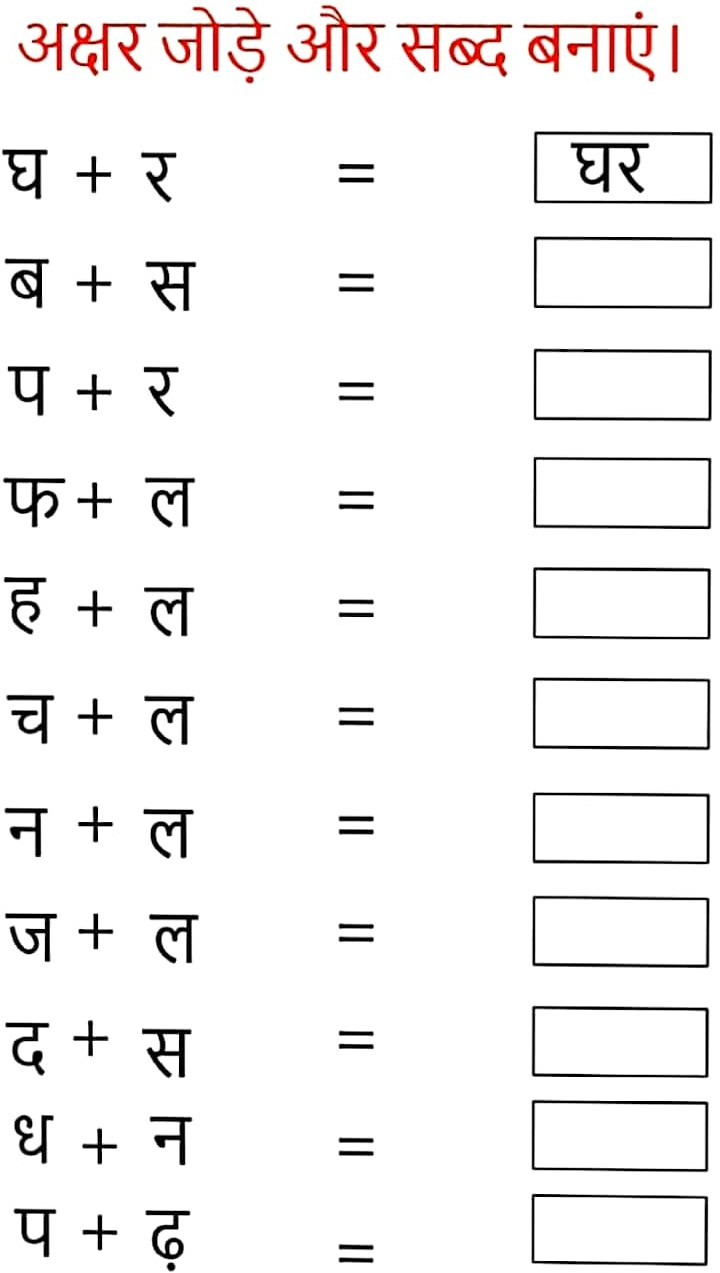 अक्षर जोड़े और सब्द बनाएं।
घ + र = घर
ब + स =
प + र =
फ + ल =
ह + ल =
च + ल =
न + ल =
ज + ल =
द + स =
ध + न =
प + ढ़ =